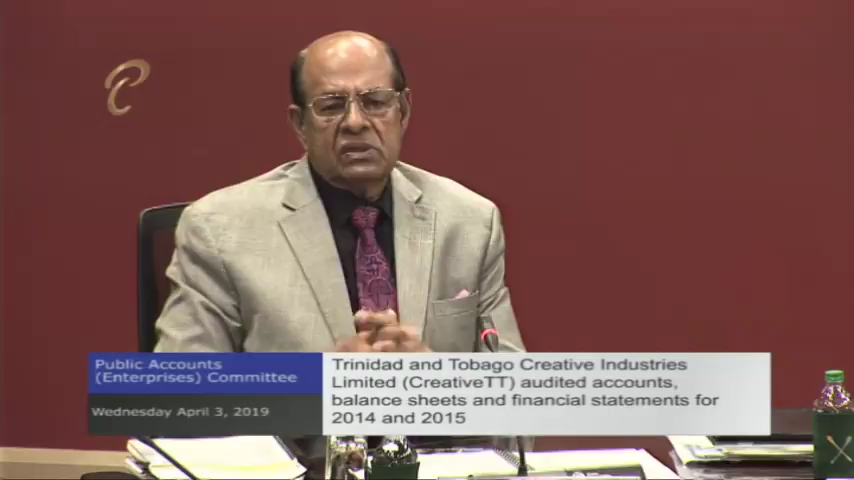 Public Accounts
(Enterprises) Committee
Wednesday April 3, 2019
Trinidad and Tobago Creative Industries
Limited (CreativeTT) audited accounts,
balance sheets and financial statements for
2014 and 2015